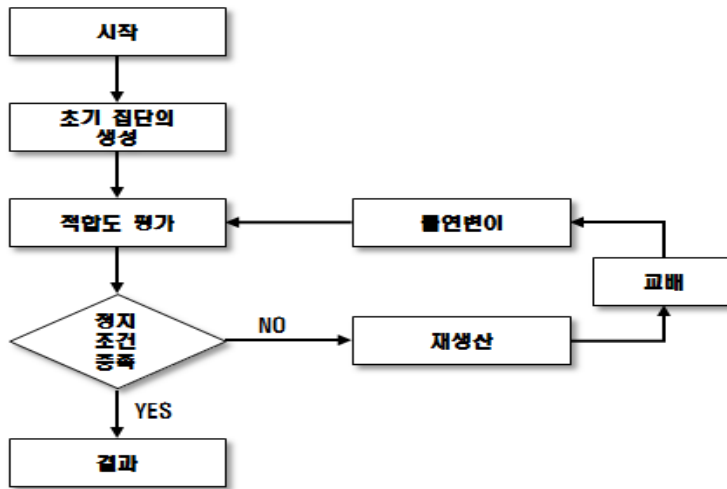 시작
초기 집단의
생성
적합도 평가
돌연변이
교배
정지
조건
충족
NO
재생산
YES
결과